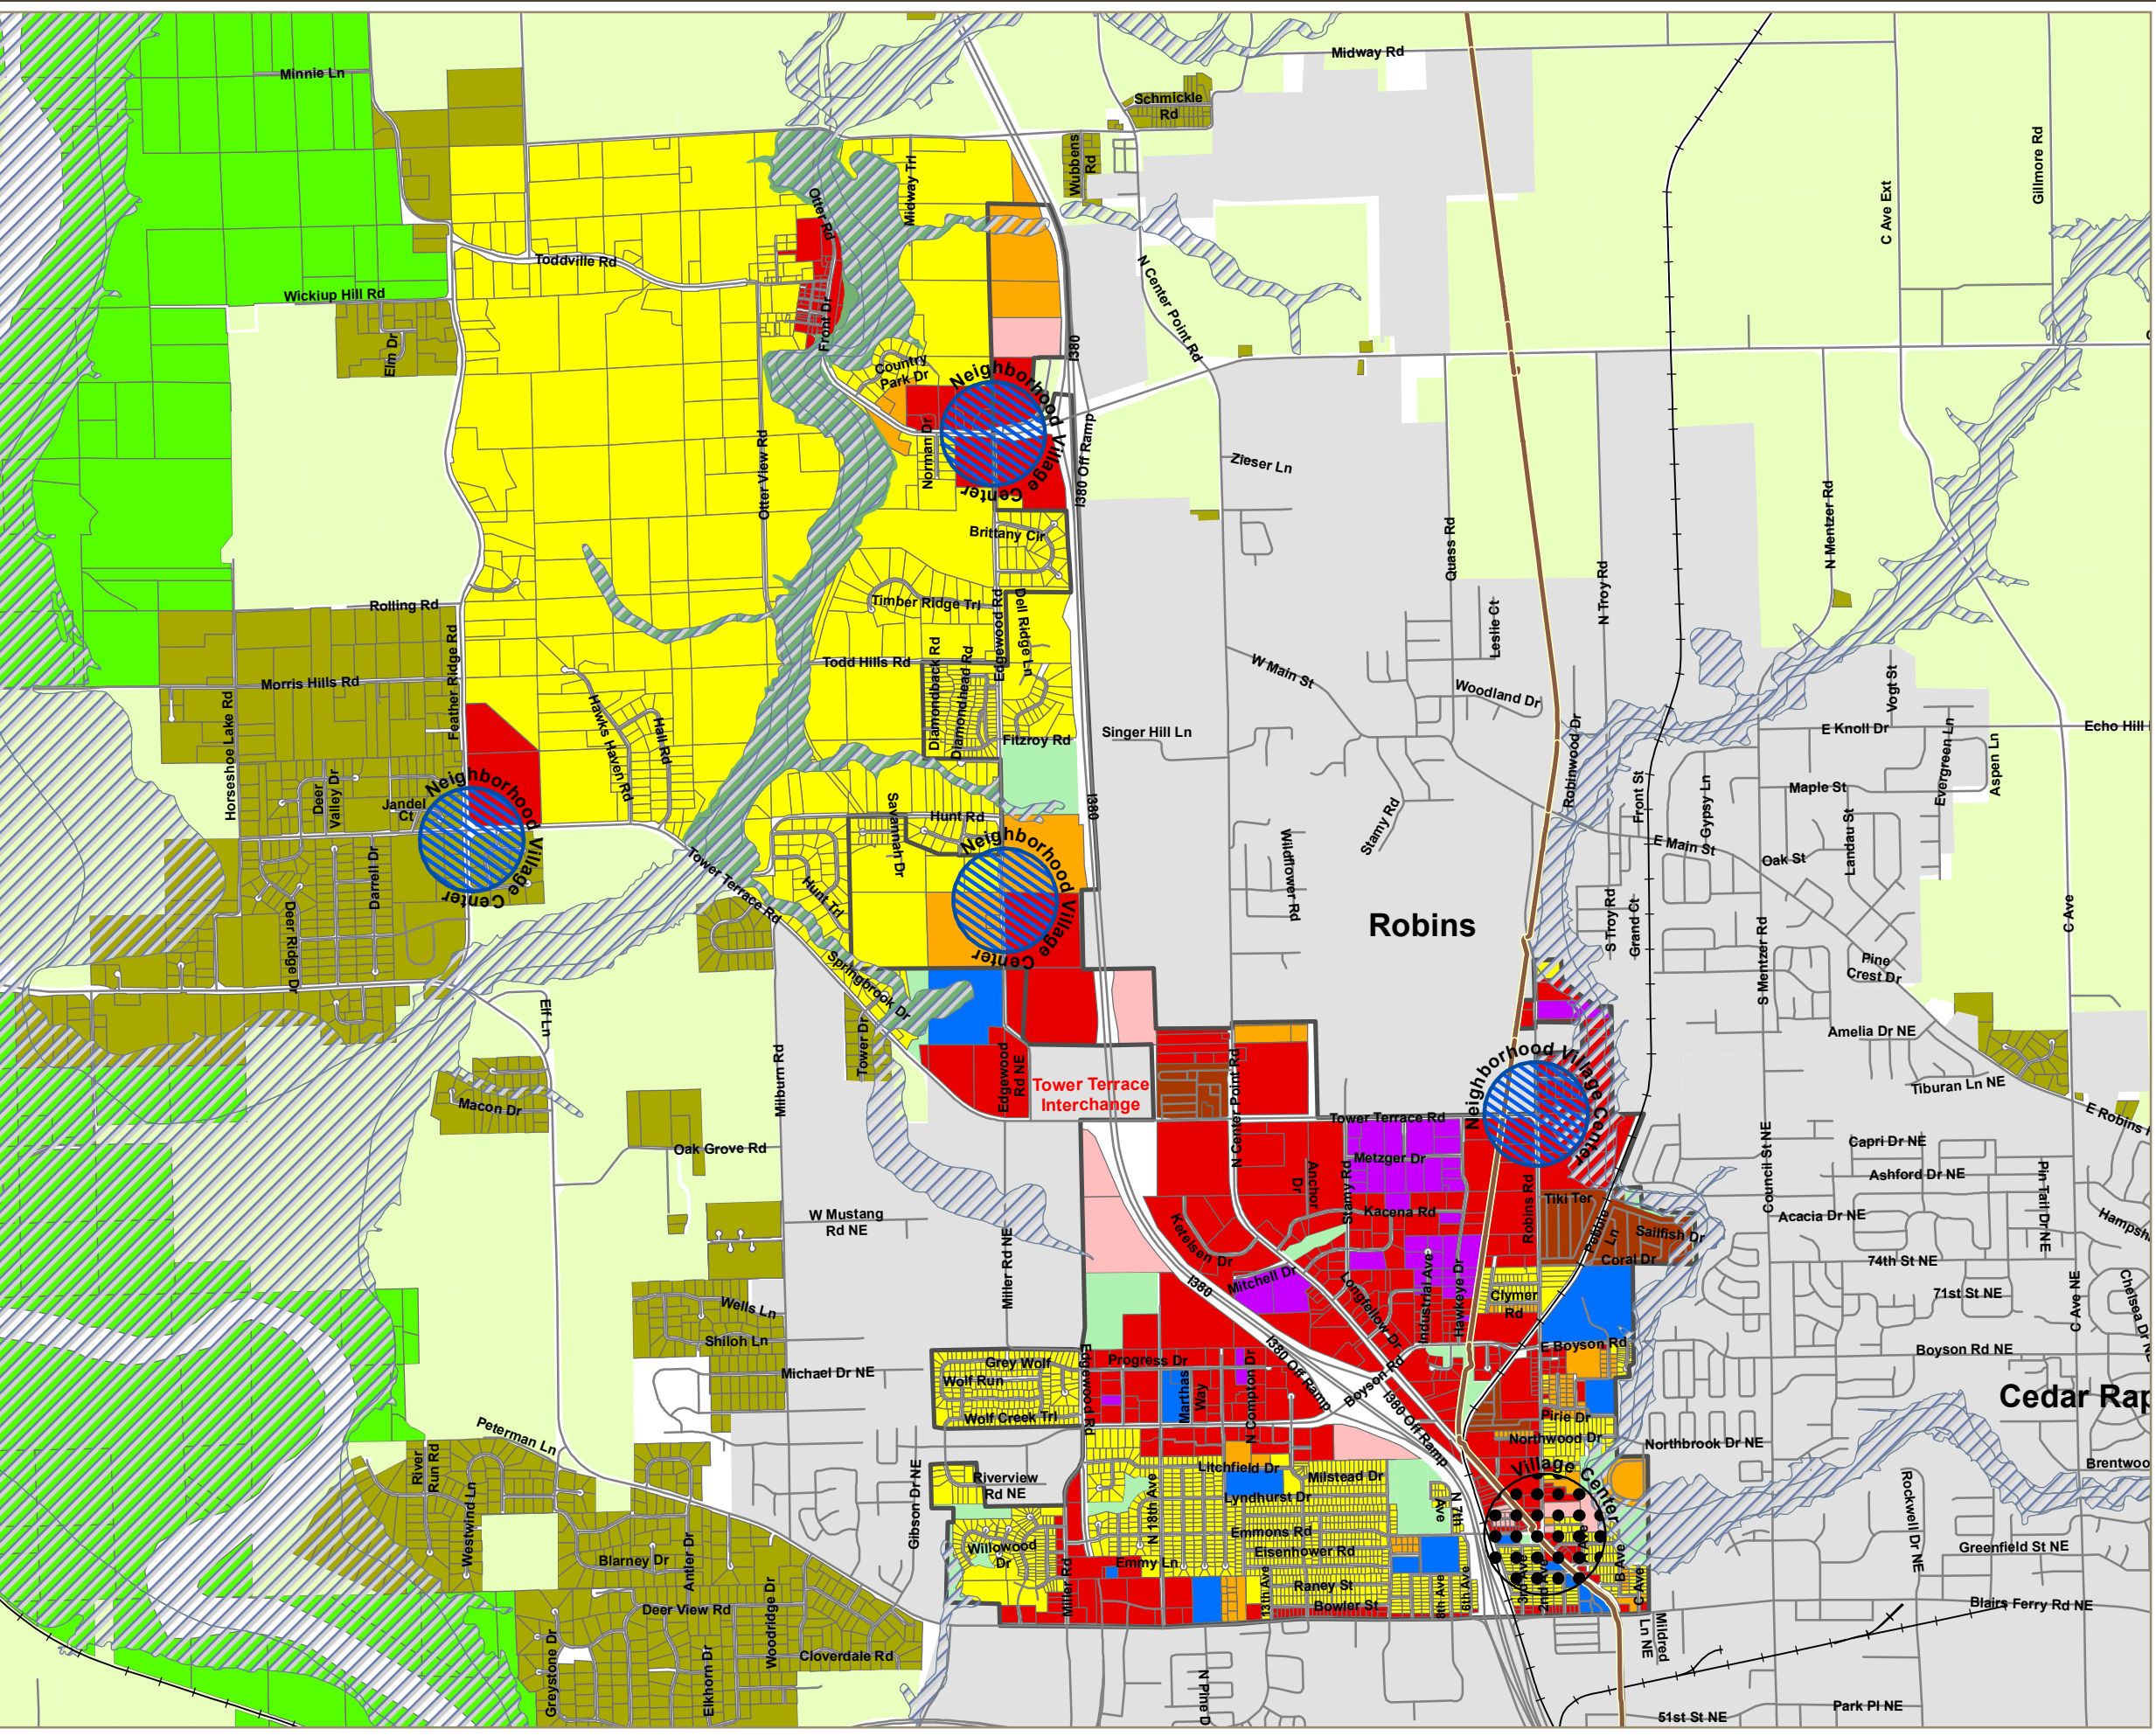 Midway Rd
Minnie Ln
Schmickle
Rd
Wubbens
Rd
Gillmore Rd
C Ave Ext
Otter Rd
Midway Trl
Toddville Rd
N Center Point Rd
Wickiup Hill Rd
Front Dr
Elm Dr
I380
Country
Park Dr
Neighborhood Village Center
Norman Dr
I380 Off Ramp
Otter View Rd
Zieser Ln
N Mentzer Rd
Quass Rd
Brittany Cir
N Troy Rd
Rolling Rd
Timber Ridge Trl
Edgewood Rd
Dell Ridge Ln
Leslie Ct
Feather Ridge Rd
Todd Hills Rd
Diamondback Rd
Diamondhead Rd
W Main St
Woodland Dr
Vogt St
Morris Hills Rd
Horseshoe Lake Rd
Hawks Haven Rd
Hall Rd
Fitzroy Rd
Singer Hill Ln
Robinwood Dr
E Knoll Dr
Echo Hill
Evergreen Ln
Aspen Ln
Neighborhood Village Center
Deer
Valley Dr
Jandel
Ct
I380
Savannah Dr
Hunt Rd
Front St
Gypsy Ln
Maple St
Landau St
Stamy Rd
Wildflower Rd
E Main St
Oak St
Neighborhood Village Center
Darrell Dr
Deer Ridge Dr
Tower Terrace Rd
Hunt Trl
Robins
S Troy Rd
Grand Ct
C Ave
S Mentzer Rd
Pine
Crest Dr
Springbrook Dr
Elf Ln
Tower Dr
Amelia Dr NE
Edgewood
Rd NE
Milburn Rd
Tower Terrace
Interchange
N Center Point Rd
Neighborhood Village Center
Tiburan Ln NE
E Robins
Macon Dr
Tower Terrace Rd
Oak Grove Rd
Metzger Dr
Council St NE
Capri Dr NE
Ashford Dr NE
Pin Tail Dr NE
Anchor
Dr
Stamy Rd
Tiki Ter
W Mustang
Rd NE
Kacena Rd
Robins Rd
Pebble
Ln
Sailfish Dr
Coral Dr
Acacia Dr NE
Hampsh
Miller Rd NE
Ketelsen Dr
74th St NE
I380
Mitchell Dr
Longfellow Dr
Industrial Ave
Hawkeye Dr
Clymer
Rd
71st St NE
C Ave NE
Chelsea Dr
Wells Ln
Shiloh Ln
I380 Off Ramp
E Boyson Rd
Boyson Rd NE
Michael Dr NE
Grey Wolf
Wolf Run
Wolf Creek Trl
Edgewood Rd
Progress Dr
Marthas
Way
N Compton Dr
Boyson Rd
I380 Off Ramp
Cedar Rap
Pirie Dr
Northwood Dr
Northbrook Dr NE
Peterman Ln
River
Run Rd
Gibson Dr NE
Litchfield Dr
Milstead Dr
Village Center
Brentwoo
Riverview
Rd NE
Westwind Ln
N 18th Ave
Lyndhurst Dr
Ave
N 7th
Rockwell Dr NE
Emmons Rd
Eisenhower Rd
Willowood
Dr
Greenfield St NE
Blarney Dr
Antler Dr
Emmy Ln
Miller Rd
Raney St
Bowler St
13th Ave
8th Ave
6th Ave
3rd Ave
2nd Ave
B Ave
C Ave
Deer View Rd
Woodridge Dr
Blairs Ferry Rd NE
Mildred
Ln NE
Greystone Dr
Elkhorn Dr
Cloverdale Rd
N Pine D
Park Pl NE
51st St NE